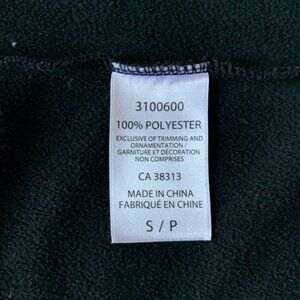 3100600
100% POLYESTER
EXCLUSIVE OF TRIMMING AND
ORNAMENTATION /
GARNITURE ET DÉCORATION
NON COMPRISES
CA 38313
MADE IN CHINA
FABRIQUÉ EN CHINE
S / P